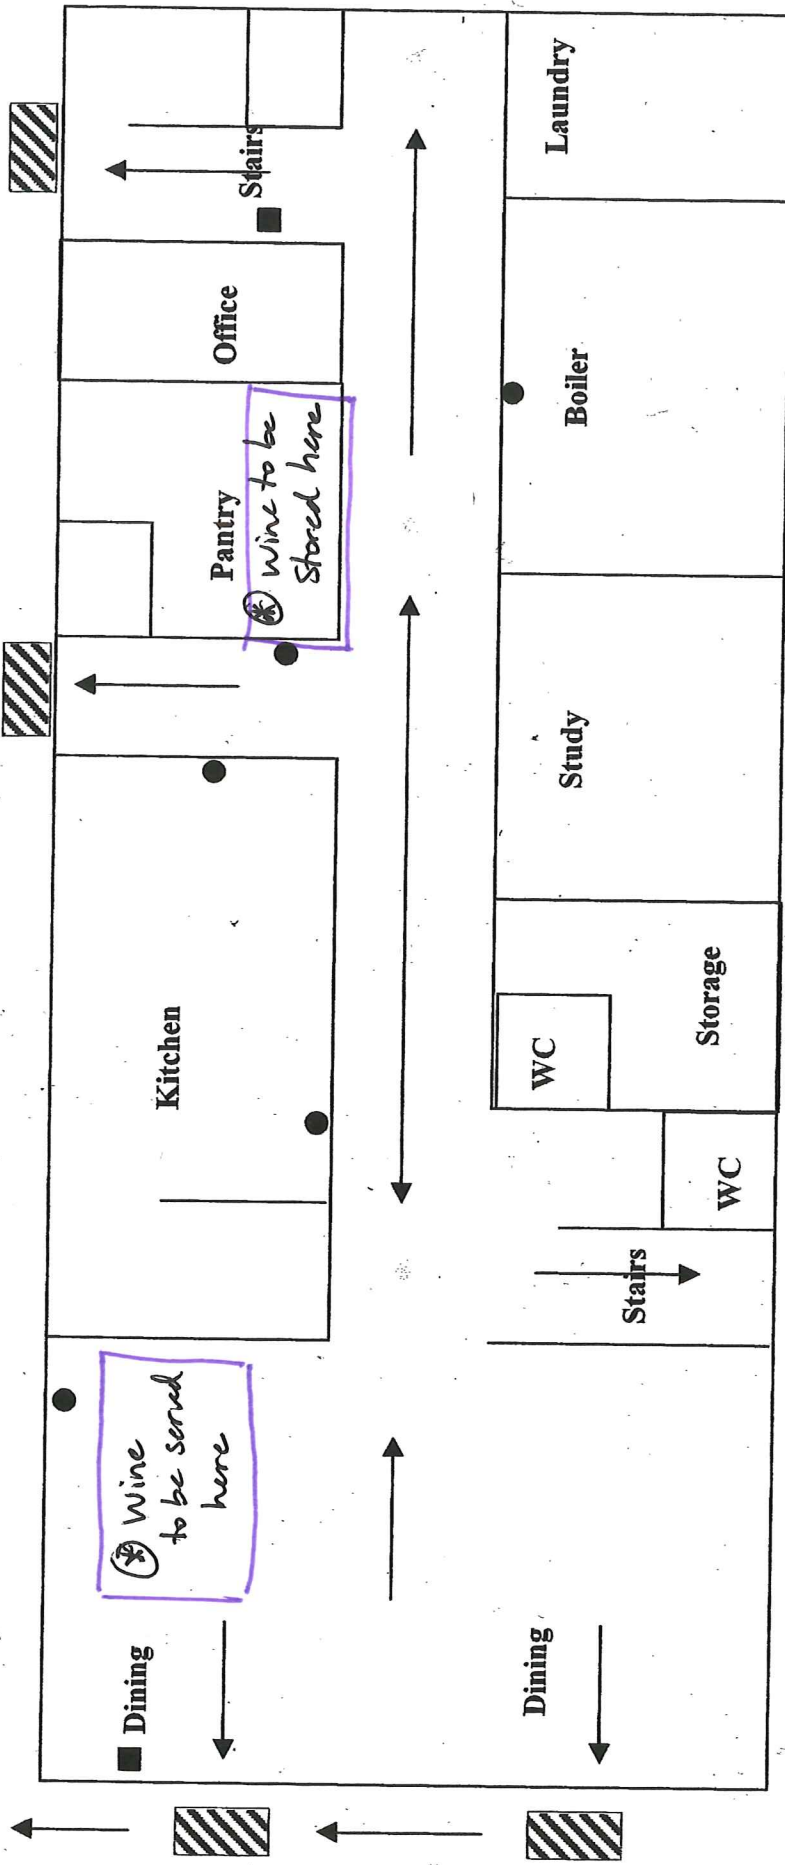 Dining
Dining
* Wine
to be served
here
Stairs
WC
WC
Storage
Kitchen
Study
Pantry
* Wine to be
Stored here
Boiler
Office
Stairs
Laundry